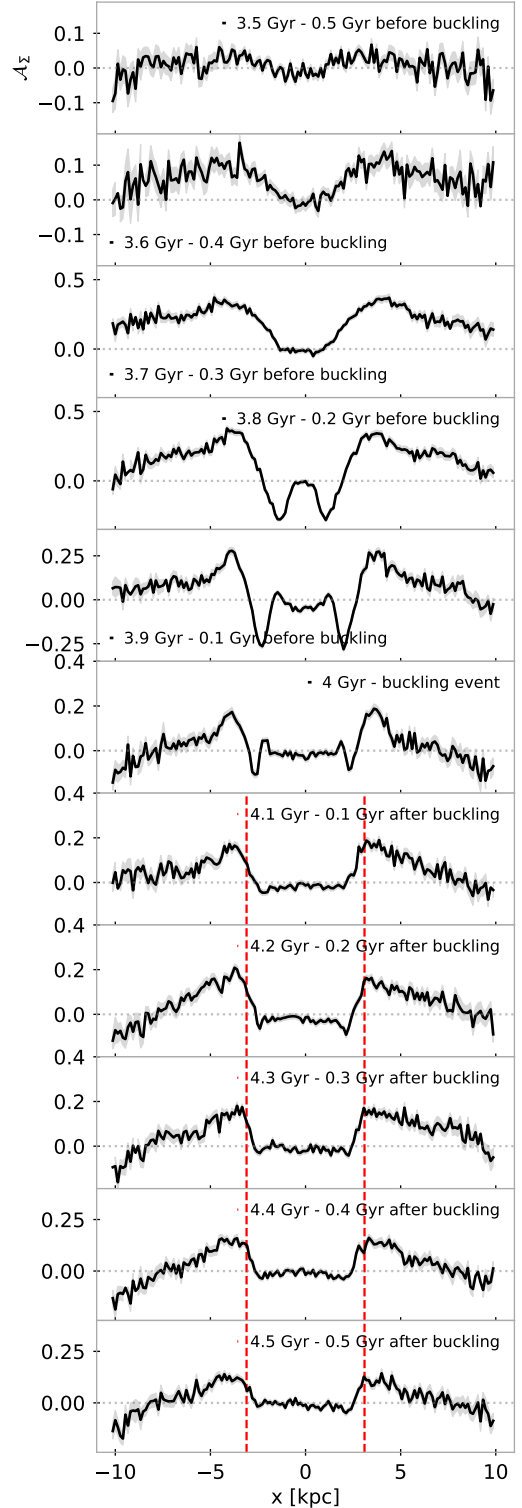 3.5 Gyr - 0.5 Gyr before buckling
0.1
0.0
−0.1
𝒜Σ
0.1
0.0
−0.1
3.6 Gyr - 0.4 Gyr before buckling
0.5
0.0
3.7 Gyr - 0.3 Gyr before buckling
3.8 Gyr - 0.2 Gyr before buckling
0.5
0.0
0.25
0.00
−0.25
3.9 Gyr - 0.1 Gyr before buckling
0.4
4 Gyr - buckling event
0.2
0.0
0.4
4.1 Gyr - 0.1 Gyr after buckling
0.2
0.0
0.4
4.2 Gyr - 0.2 Gyr after buckling
0.2
0.0
0.4
4.3 Gyr - 0.3 Gyr after buckling
0.2
0.0
4.4 Gyr - 0.4 Gyr after buckling
0.25
0.00
4.5 Gyr - 0.5 Gyr after buckling
0.25
0.00
−10 −5 0 5 10
x [kpc]